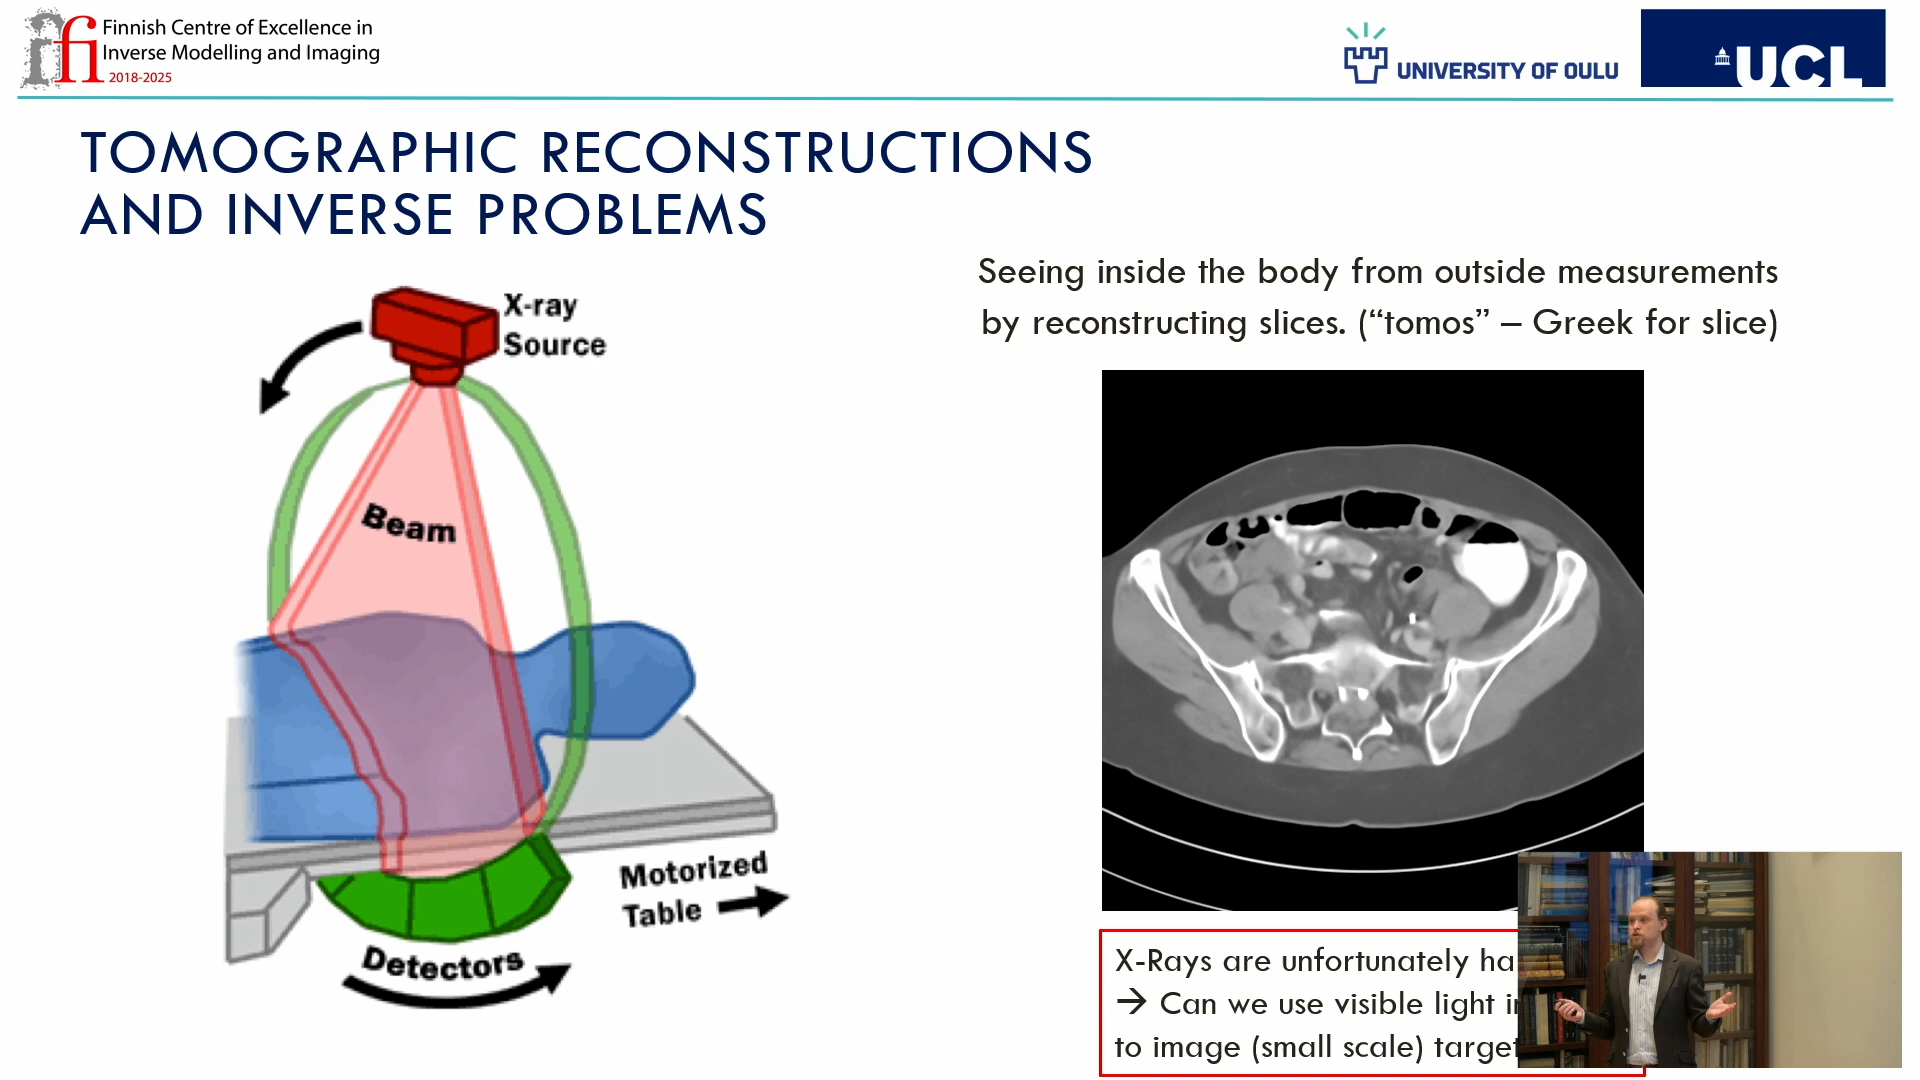 Finnish Centre of Excellence in
Inverse Modelling and Imaging
2018-2025
UNIVERSITY OF OULU
UCL
TOMOGRAPHIC RECONSTRUCTIONS
AND INVERSE PROBLEMS
Seeing inside the body from outside measurements
by reconstructing slices. (“tomos” – Greek for slice)
X-ray
Source
Beam
Motorized
Table
Detectors
X-Rays are unfortunately
→ Can we use visible light
to image (small scale)